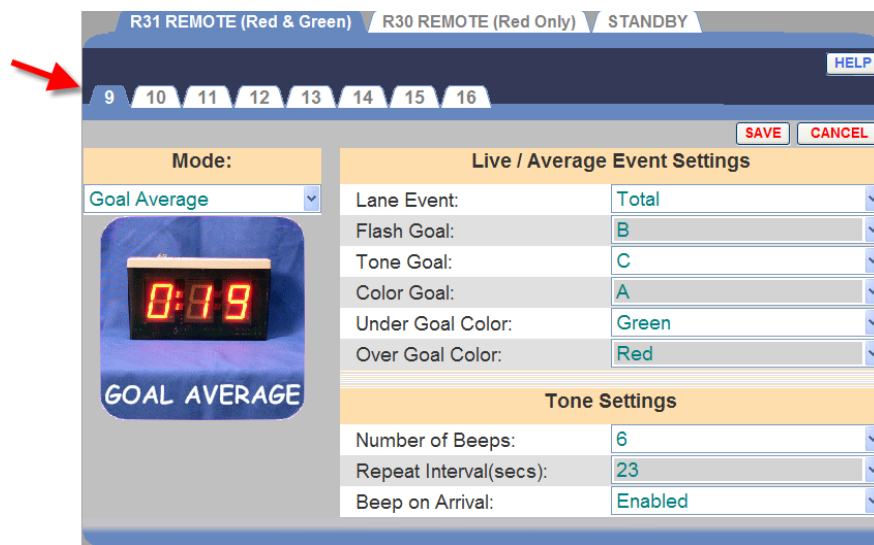 R31 REMOTE (Red & Green) R30 REMOTE (Red Only) STANDBY
HELP
9 10 11 12 13 14 15 16
SAVE CANCEL
Mode: Live / Average Event Settings
Goal Average Lane Event: Total
Flash Goal: B
Tone Goal: C
0:19 Color Goal: A
Under Goal Color: Green
Over Goal Color: Red
GOAL AVERAGE
Tone Settings
Number of Beeps: 6
Repeat Interval(secs): 23
Beep on Arrival: Enabled